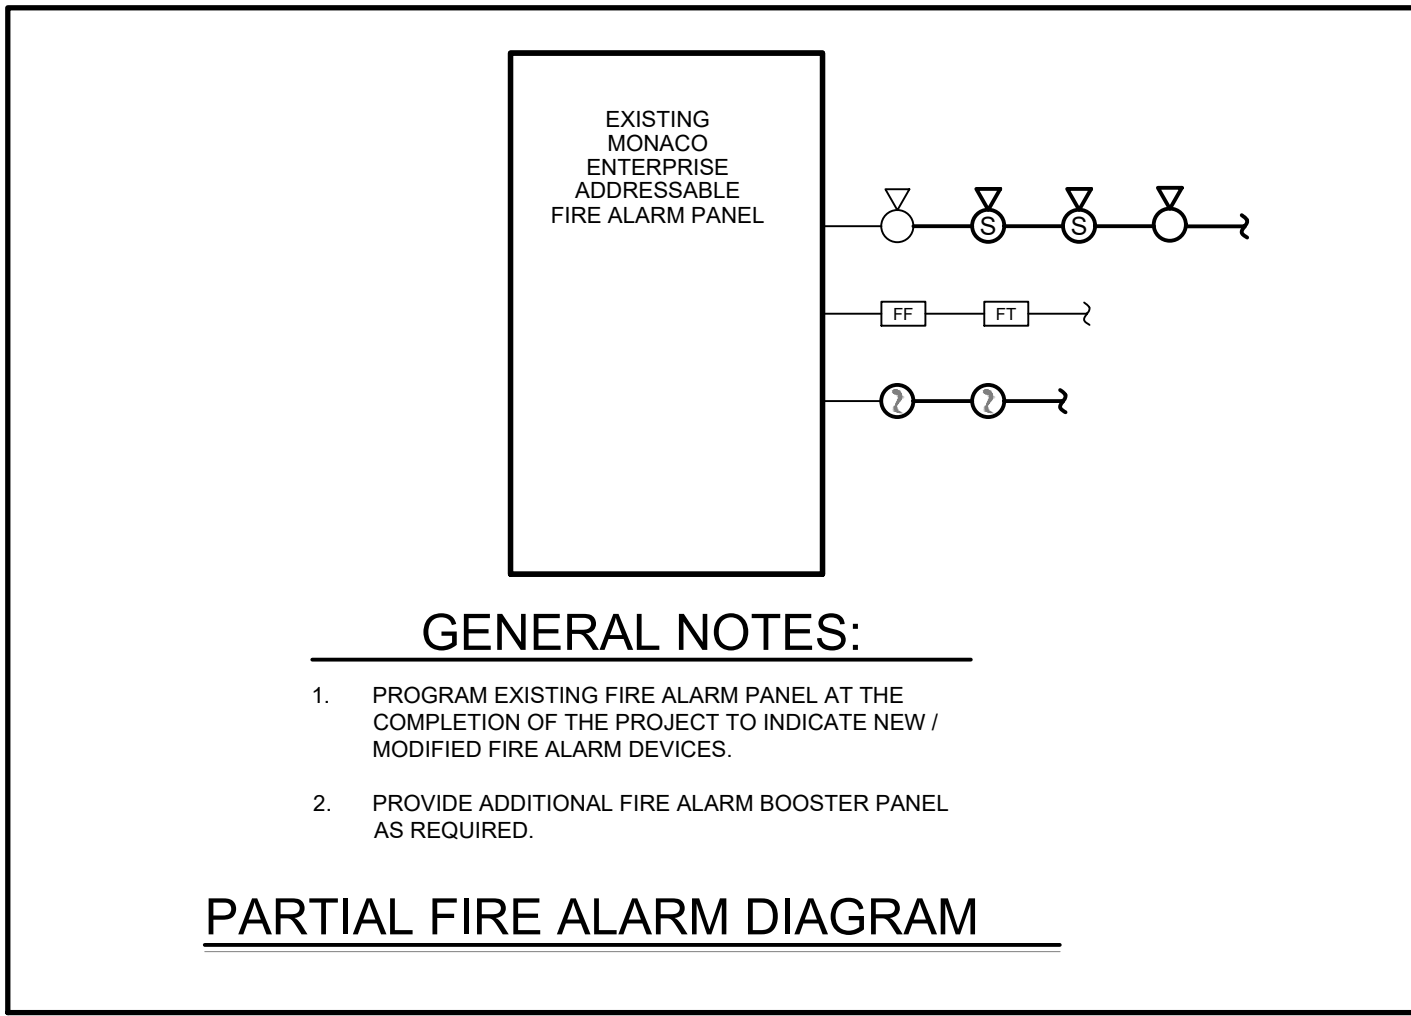 EXISTING
MONACO
ENTERPRISE
ADDRESSABLE
FIRE ALARM PANEL
S S
FF FT
GENERAL NOTES:
1. PROGRAM EXISTING FIRE ALARM PANEL AT THE
COMPLETION OF THE PROJECT TO INDICATE NEW /
MODIFIED FIRE ALARM DEVICES.
2. PROVIDE ADDITIONAL FIRE ALARM BOOSTER PANEL
AS REQUIRED.
PARTIAL FIRE ALARM DIAGRAM